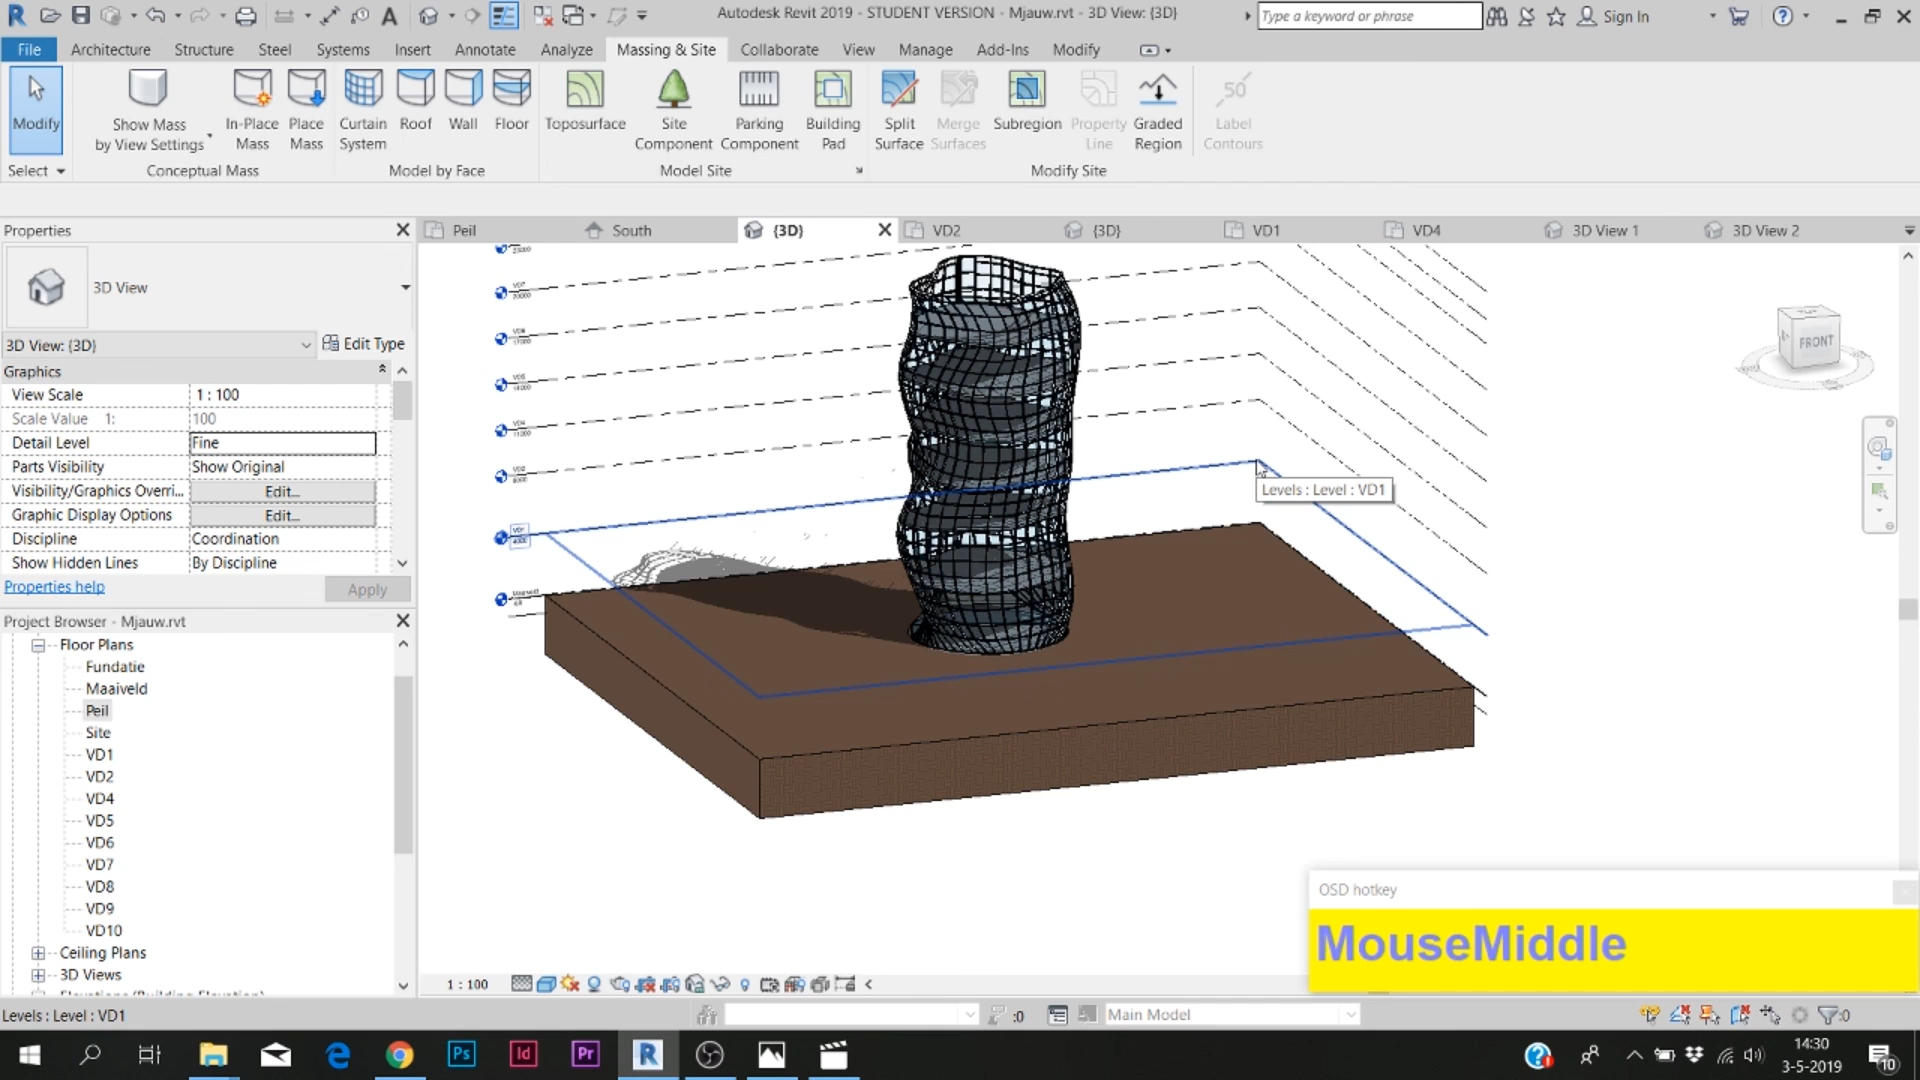 Autodesk Revit 2019 - STUDENT VERSION - Mjauw.rvt - 3D View: {3D}
Type a keyword or phrase
Sign In
File Architecture Structure Steel Systems Insert Annotate Analyze Massing & Site Collaborate View Manage Add-Ins Modify
Modify
Show Mass
by View Settings
In-Place
Mass
Place
Mass
Curtain
System
Roof
Wall
Floor
Toposurface
Site
Component
Parking
Component
Building
Pad
Split
Surface
Merge
Surfaces
Subregion
Property
Line
Graded
Region
50
Label
Contours
Select
Conceptual Mass
Model by Face
Model Site
Modify Site
Properties
Peil
South
{3D}
VD2
{3D}
VD1
VD4
3D View 1
3D View 2
3D View
3D View: {3D}
Edit Type
Graphics
View Scale 1 : 100
Scale Value 1: 100
Detail Level Fine
Parts Visibility Show Original
Visibility/Graphics Overri... Edit...
Graphic Display Options Edit...
Discipline Coordination
Show Hidden Lines By Discipline
Properties help
Apply
Project Browser - Mjauw.rvt
Floor Plans
Fundatie
Maaiveld
Peil
Site
VD1
VD2
VD4
VD5
VD6
VD7
VD8
VD9
VD10
Ceiling Plans
3D Views
FRONT
Levels : Level : VD1
OSD hotkey
MouseMiddle
1 : 100
Levels : Level : VD1
:0
Main Model
:0
Ps
Id
Pr
R
14:30
3-5-2019
10